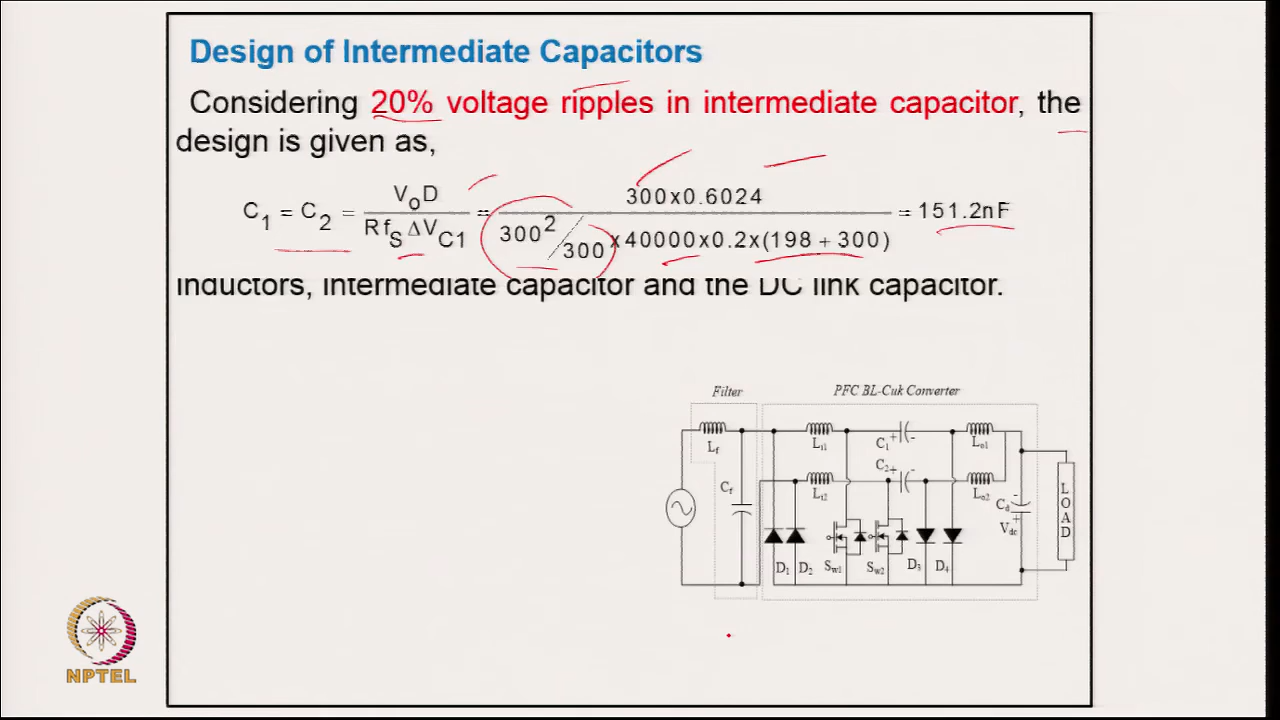 Design of Intermediate Capacitors
Considering 20% voltage ripples in intermediate capacitor, the
design is given as,
C1 = C2 = VoD / RfSΔVC1 = 300x0.6024 / 300²/300 x40000x0.2x(198+300) = 151.2nF
inductors, intermediate capacitor and the DC link capacitor.
Filter PFC BL-Cuk Converter
Lf Li1 C1 + - Lo1
Cf Li2 C2 + - Lo2
Cd - + Vdc
LOAD
D1 D2 Sw1 Sw2 D3 D4
NPTEL